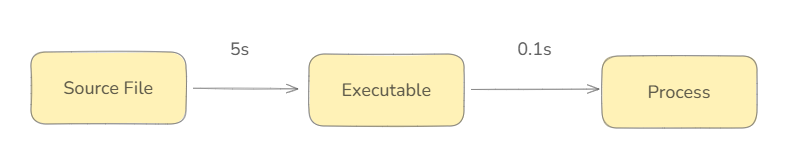 5s
0.1s
Source File
Executable
Process